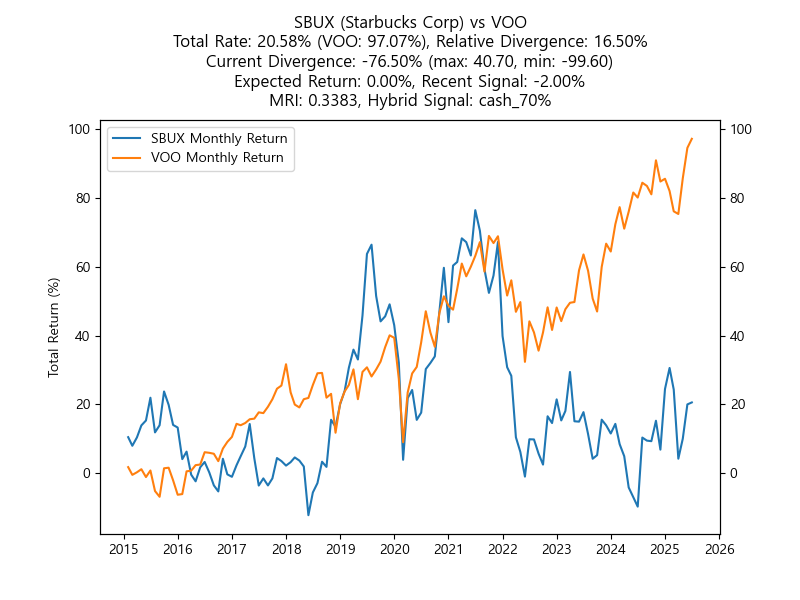 SBUX (Starbucks Corp) vs VOO
Total Rate: 20.58% (VOO: 97.07%), Relative Divergence: 16.50%
Current Divergence: -76.50% (max: 40.70, min: -99.60)
Expected Return: 0.00%, Recent Signal: -2.00%
MRI: 0.3383, Hybrid Signal: cash_70%
SBUX Monthly Return
VOO Monthly Return
Total Return (%)
100
80
60
40
20
0
100
80
60
40
20
0
2015 2016 2017 2018 2019 2020 2021 2022 2023 2024 2025 2026